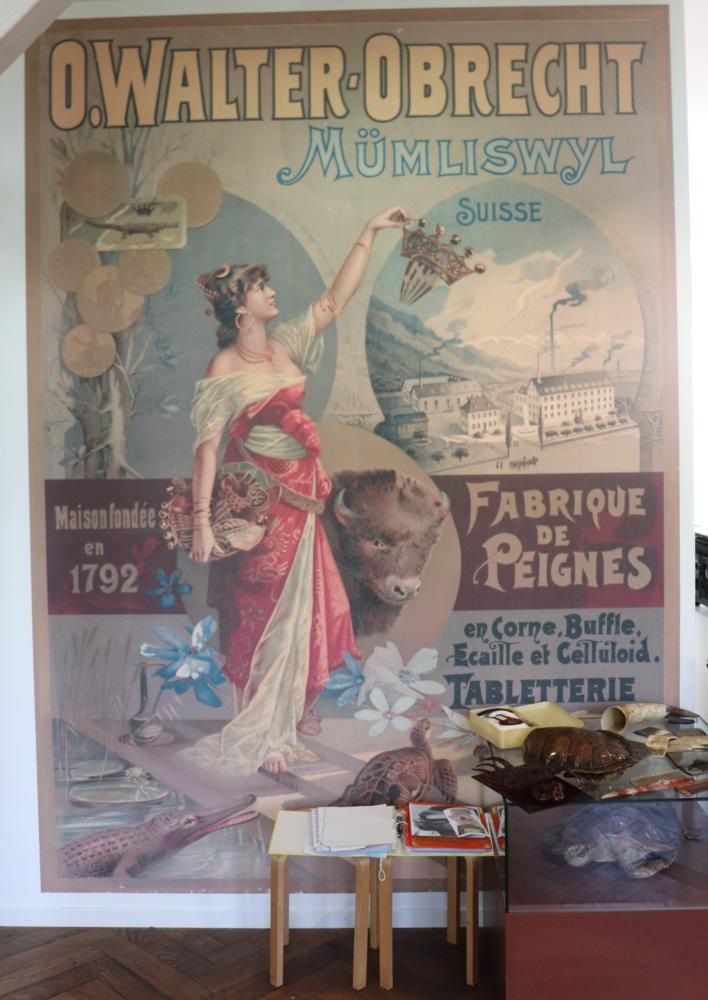 O. WALTER-OBRECHT
MÜMLISWYL
SUISSE
Maison fondée
en
1792
FABRIQUE
DE
PEIGNES
en Corne, Buffle,
Ecaille et Celluloid.
TABLETTERIE